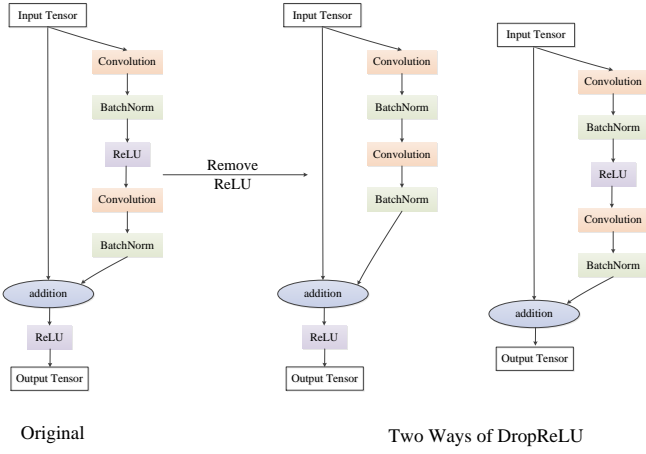 Input Tensor
Convolution
BatchNorm
ReLU
Convolution
BatchNorm
addition
ReLU
Output Tensor
Original
Remove
ReLU
Input Tensor
Convolution
BatchNorm
Convolution
BatchNorm
addition
ReLU
Output Tensor
Input Tensor
Convolution
BatchNorm
ReLU
Convolution
BatchNorm
addition
Output Tensor
Two Ways of DropReLU